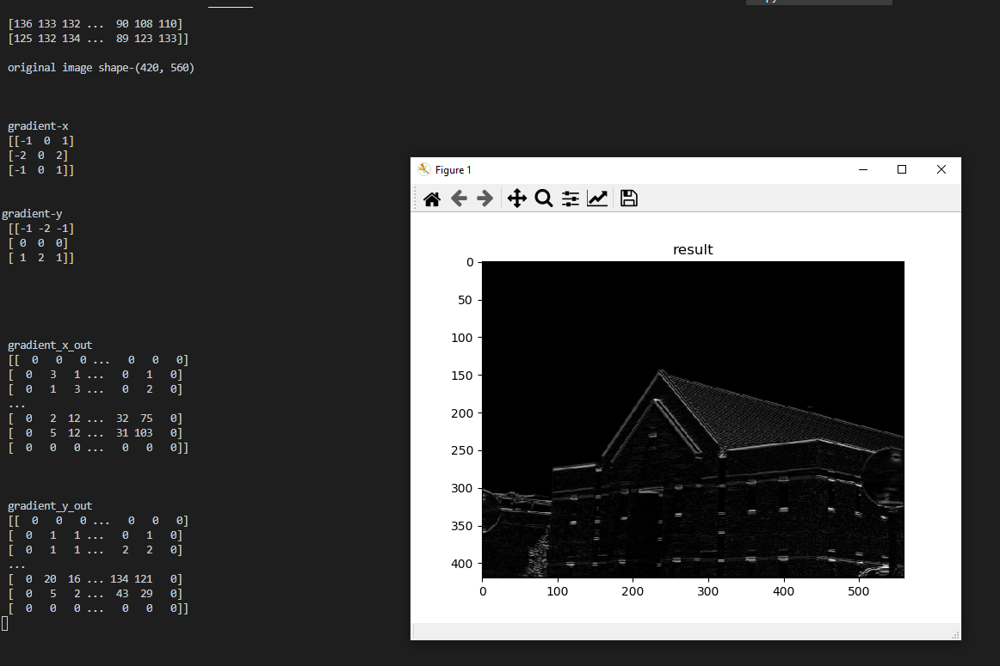 [136 133 132 ...  90 108 110]
[125 132 134 ...  89 123 133]]
original image shape-(420, 560)
gradient-x
[[-1  0  1]
[-2  0  2]
[-1  0  1]]
gradient-y
[[-1 -2 -1]
[ 0  0  0]
[ 1  2  1]]
gradient_x_out
[[  0   0   0 ...   0   0   0]
[  0   3   1 ...   0   1   0]
[  0   1   3 ...   0   2   0]
...
[  0   2  12 ...  32  75   0]
[  0   5  12 ...  31 103   0]
[  0   0   0 ...   0   0   0]]
gradient_y_out
[[  0   0   0 ...   0   0   0]
[  0   1   1 ...   0   1   0]
[  0   1   1 ...   2   2   0]
...
[  0  20  16 ... 134 121   0]
[  0   5   2 ...  43  29   0]
[  0   0   0 ...   0   0   0]]
Figure 1
result
0
50
100
150
200
250
300
350
400
0 100 200 300 400 500